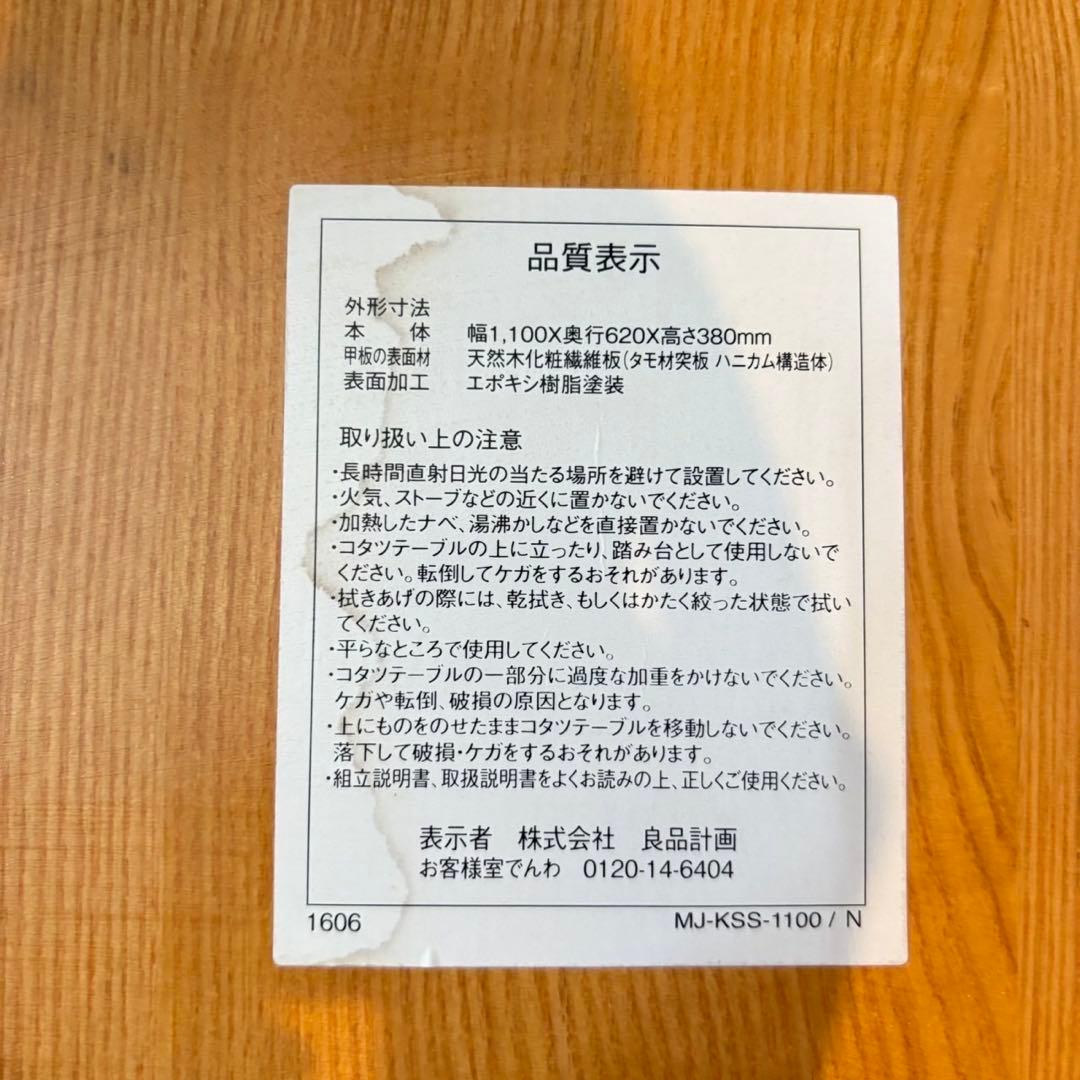 品質表示
外形寸法
本 体 幅1,100X奥行620X高さ380mm
甲板の表面材 天然木化粧繊維板(タモ材突板 ハニカム構造体)
表面加工 エポキシ樹脂塗装
取り扱い上の注意
・長時間直射日光の当たる場所を避けて設置してください。
・火気、ストーブなどの近くに置かないでください。
・加熱したナベ、湯沸かしなどを直接置かないでください。
・コタツテーブルの上に立ったり、踏み台として使用しないで
ください。転倒してケガをするおそれがあります。
・拭きあげの際には、乾拭き、もしくはかたく絞った状態で拭い
てください。
・平らなところで使用してください。
・コタツテーブルの一部分に過度な加重をかけないでください。
ケガや転倒、破損の原因となります。
・上にものをのせたままコタツテーブルを移動しないでください。
落下して破損・ケガをするおそれがあります。
・組立説明書、取扱説明書をよくお読みの上、正しくご使用ください。
表示者 株式会社 良品計画
お客様室でんわ 0120-14-6404
1606 MJ-KSS-1100 / N